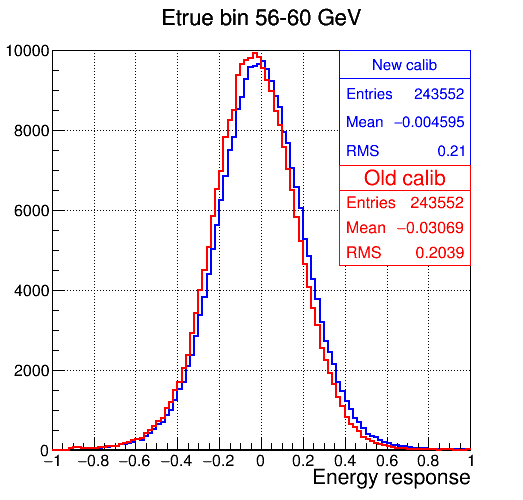 Etrue bin 56-60 GeV
10000
8000
6000
4000
2000
0
New calib
Entries 243552
Mean −0.004595
RMS 0.21
Old calib
Entries 243552
Mean −0.03069
RMS 0.2039
−1 −0.8 −0.6 −0.4 −0.2 0 0.2 0.4 0.6 0.8 1
Energy response